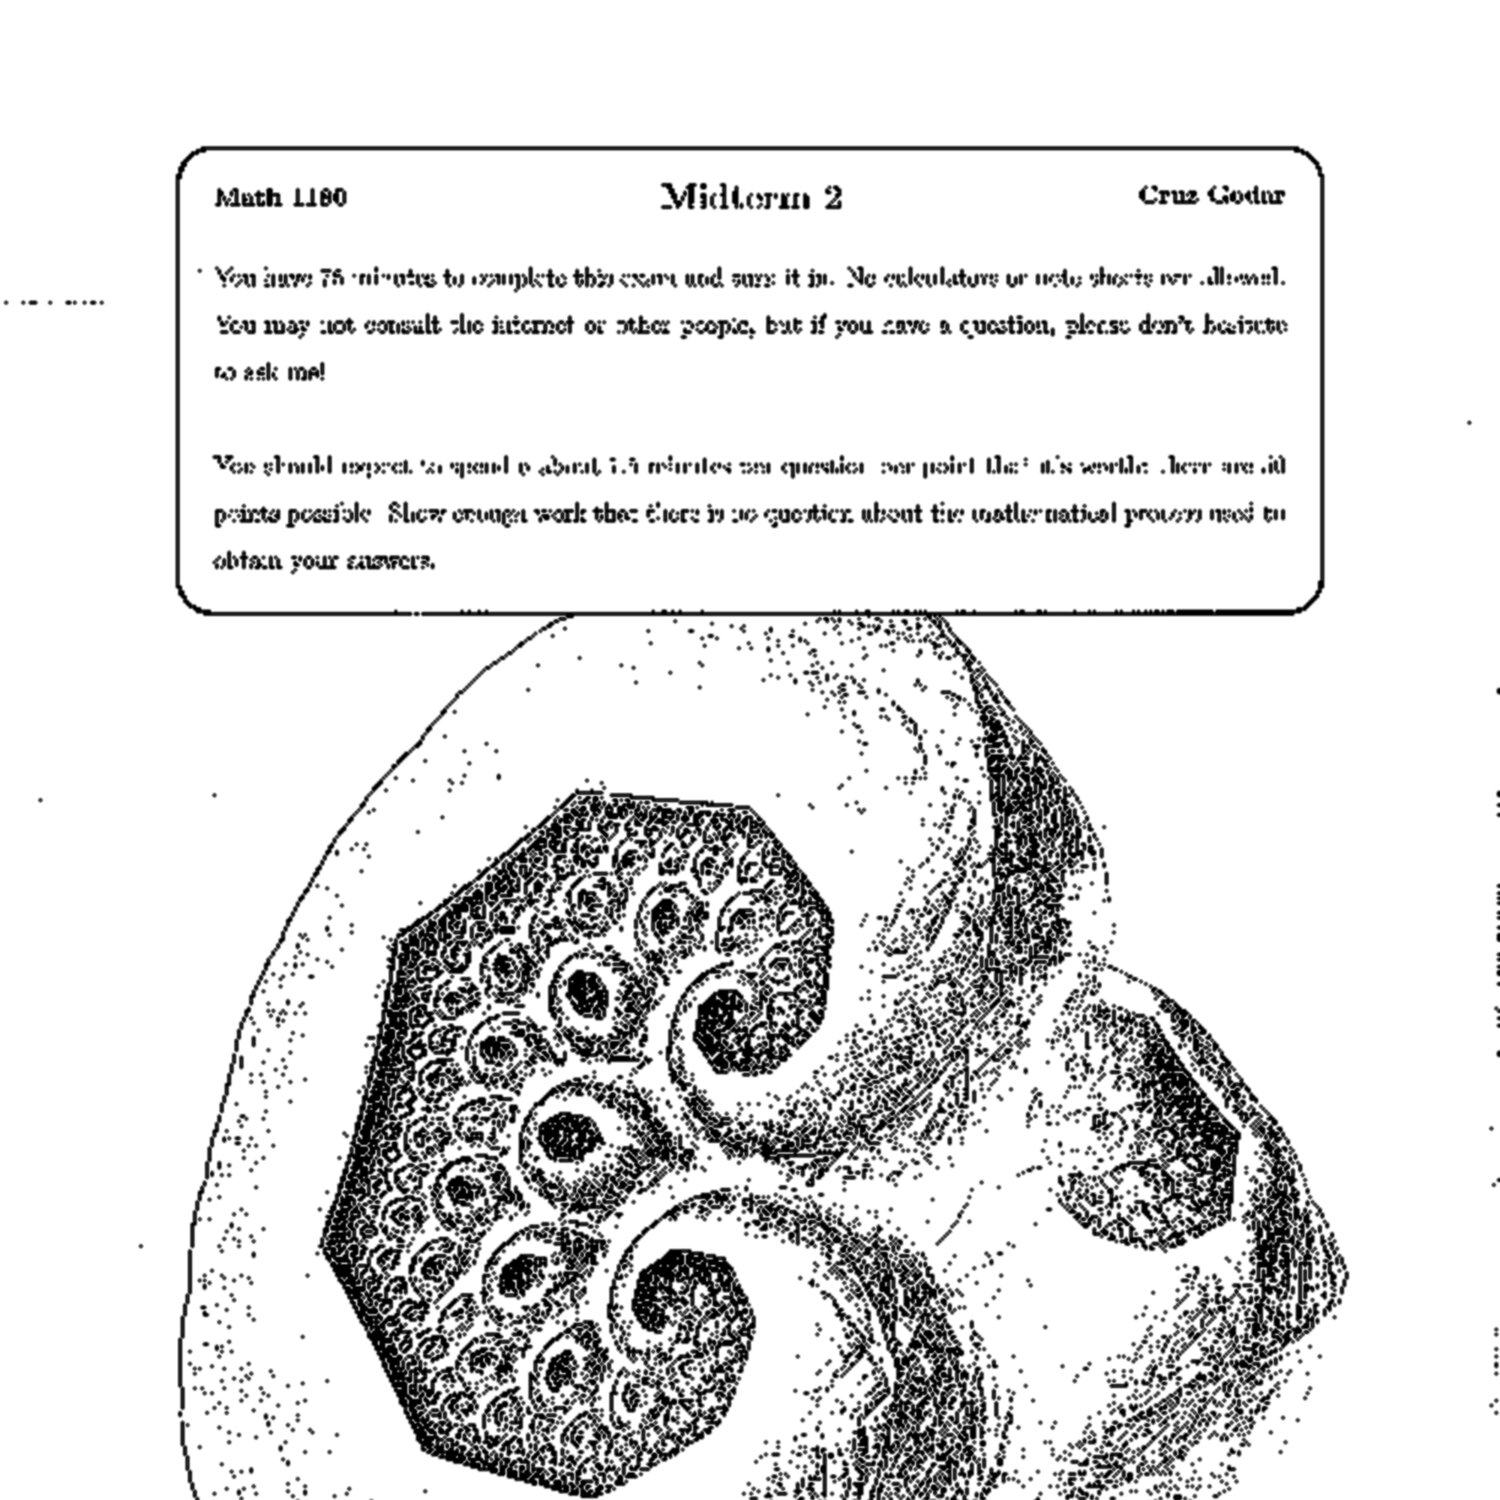 Math 1180
Midterm 2
Cruz Godar
You have 75 minutes to complete this exam and turn it in. No calculators or note sheets are allowed.
You may not consult the internet or other people, but if you have a question, please don't hesitate
to ask me!
You should expect to spend about 1.5 minutes per question per point that it's worth: there are
points possible. Show enough work that there is no question about the mathematical process used to
obtain your answers.